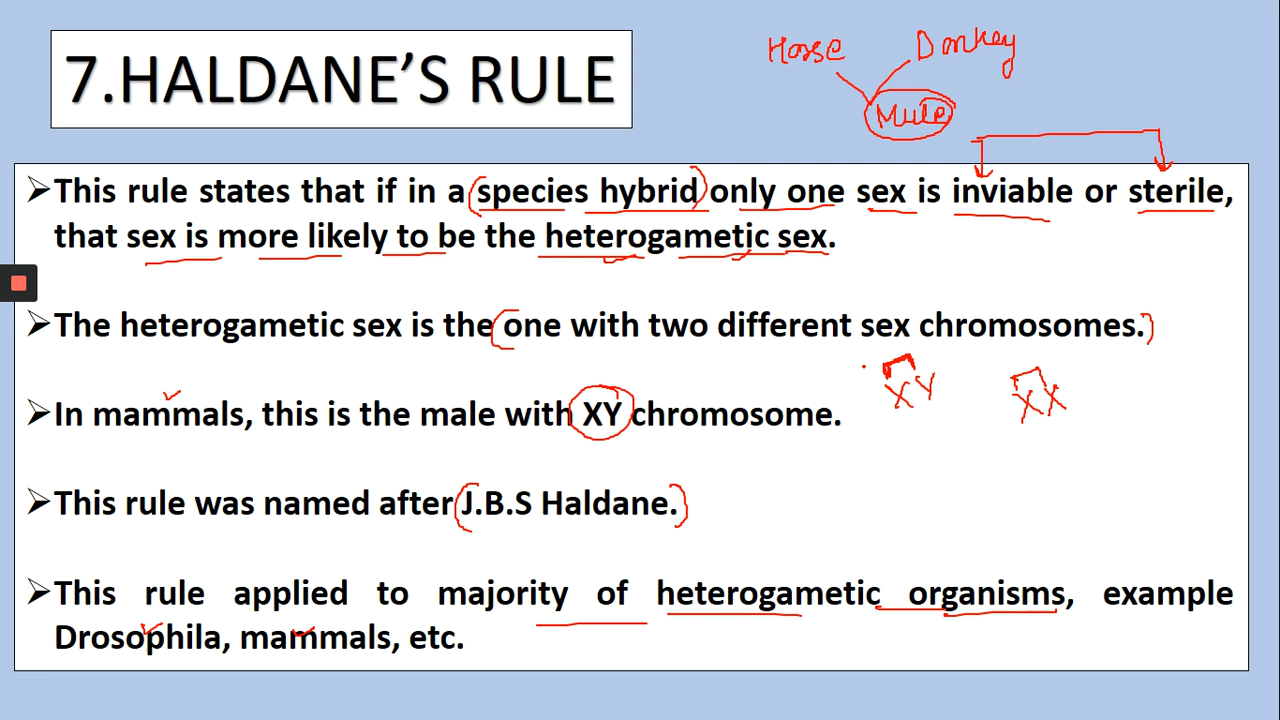 7.HALDANE'S RULE
Horse Donkey
Mule
➢This rule states that if in a species hybrid only one sex is inviable or sterile,
that sex is more likely to be the heterogametic sex.
➢The heterogametic sex is the one with two different sex chromosomes.
XY XX
➢In mammals, this is the male with XY chromosome.
➢This rule was named after J.B.S Haldane.
➢This rule applied to majority of heterogametic organisms, example
Drosophila, mammals, etc.